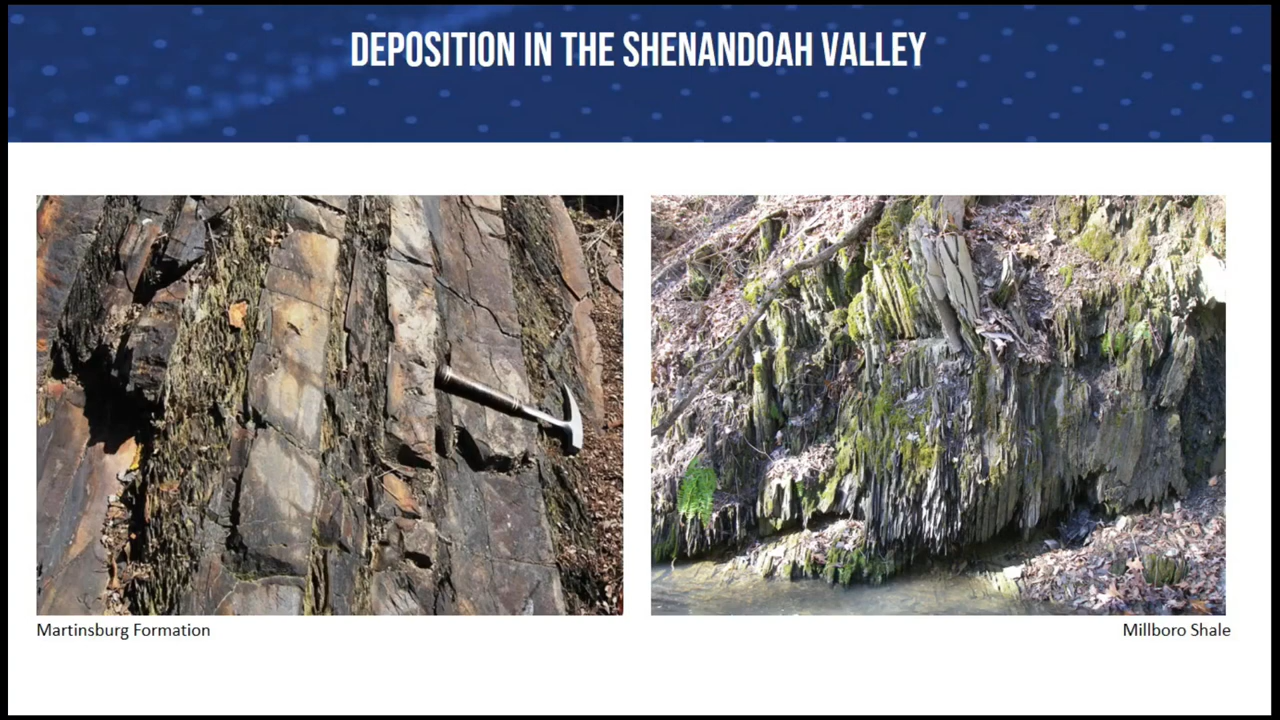 DEPOSITION IN THE SHENANDOAH VALLEY
Martinsburg Formation
Millboro Shale